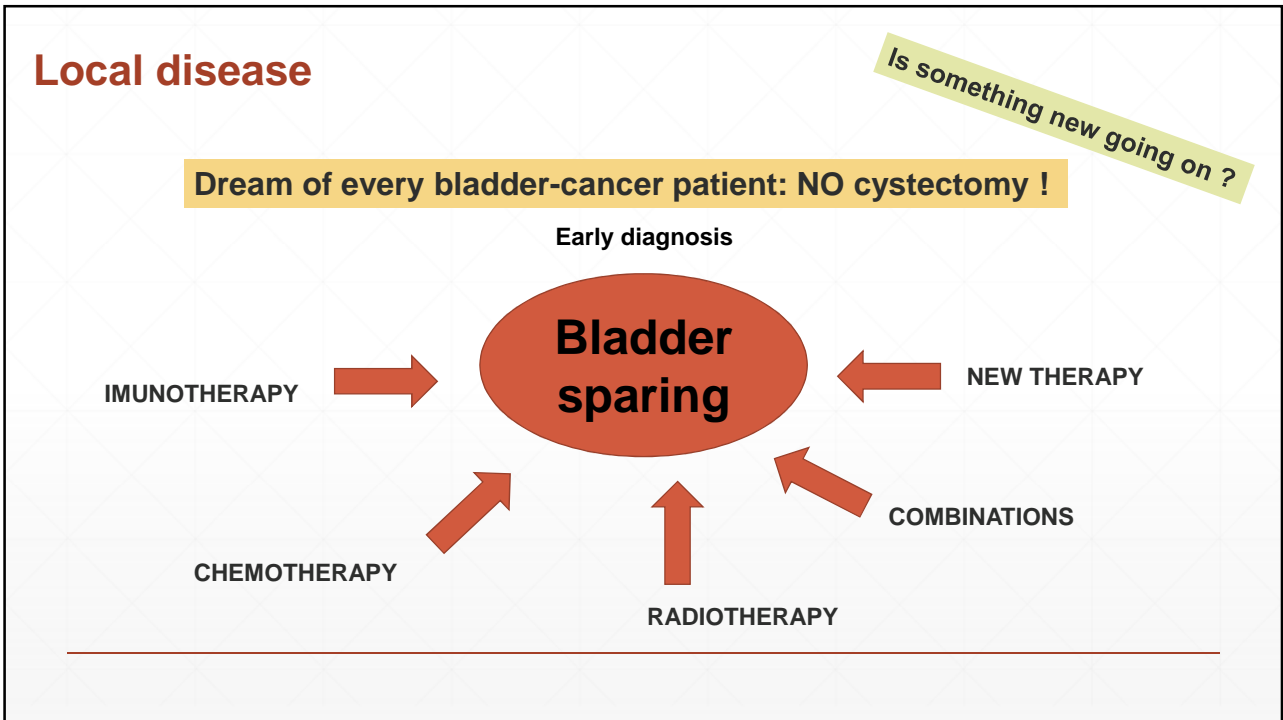 Local disease
Is something new going on ?
Dream of every bladder-cancer patient: NO cystectomy !
Early diagnosis
Bladder
sparing
IMUNOTHERAPY
NEW THERAPY
CHEMOTHERAPY
COMBINATIONS
RADIOTHERAPY